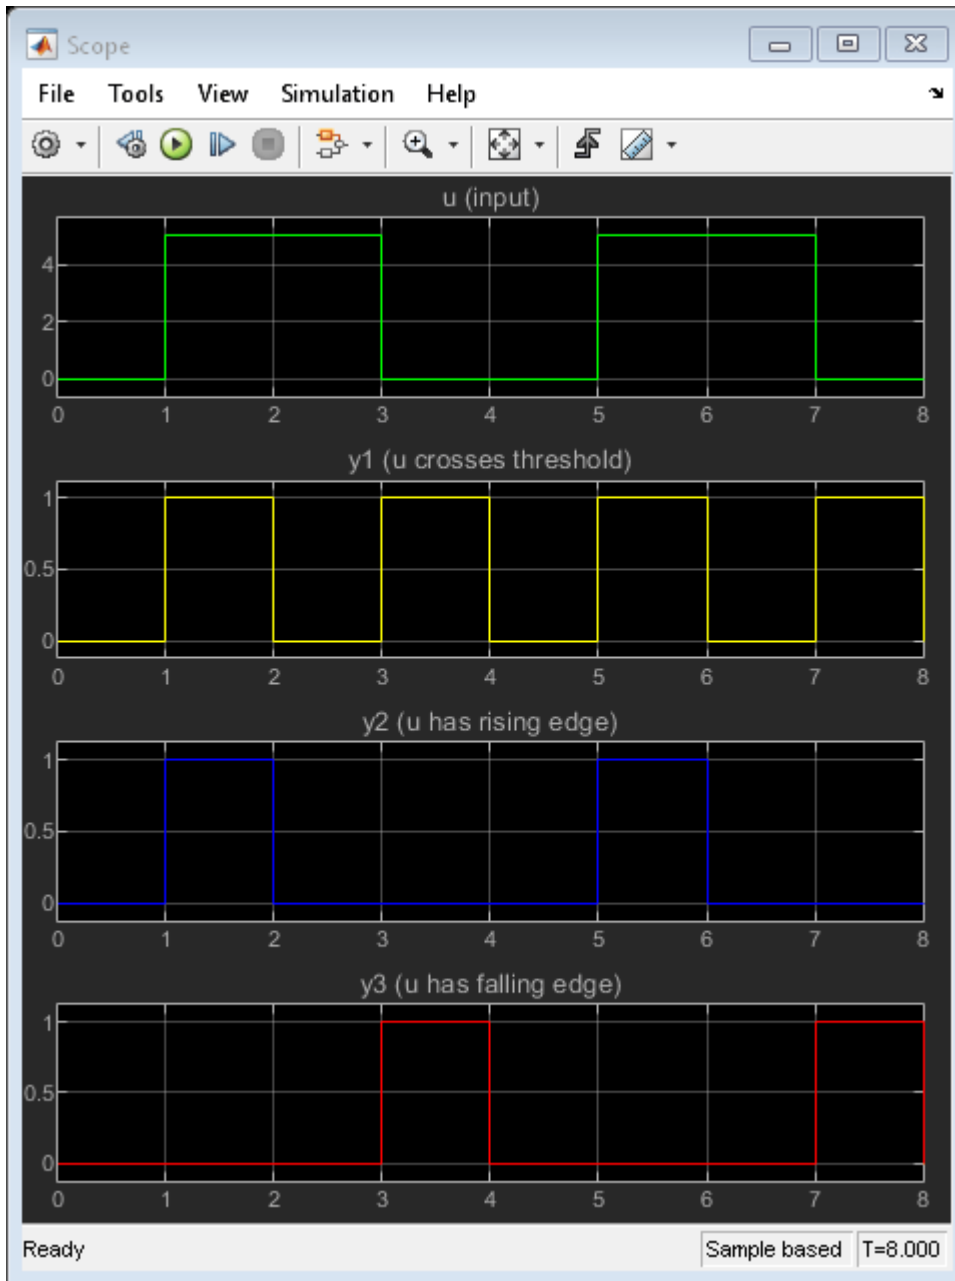 Scope
File Tools View Simulation Help
u (input)
4
2
0
0 1 2 3 4 5 6 7 8
y1 (u crosses threshold)
1
0.5
0
0 1 2 3 4 5 6 7 8
y2 (u has rising edge)
1
0.5
0
0 1 2 3 4 5 6 7 8
y3 (u has falling edge)
1
0.5
0
0 1 2 3 4 5 6 7 8
Ready Sample based T=8.000